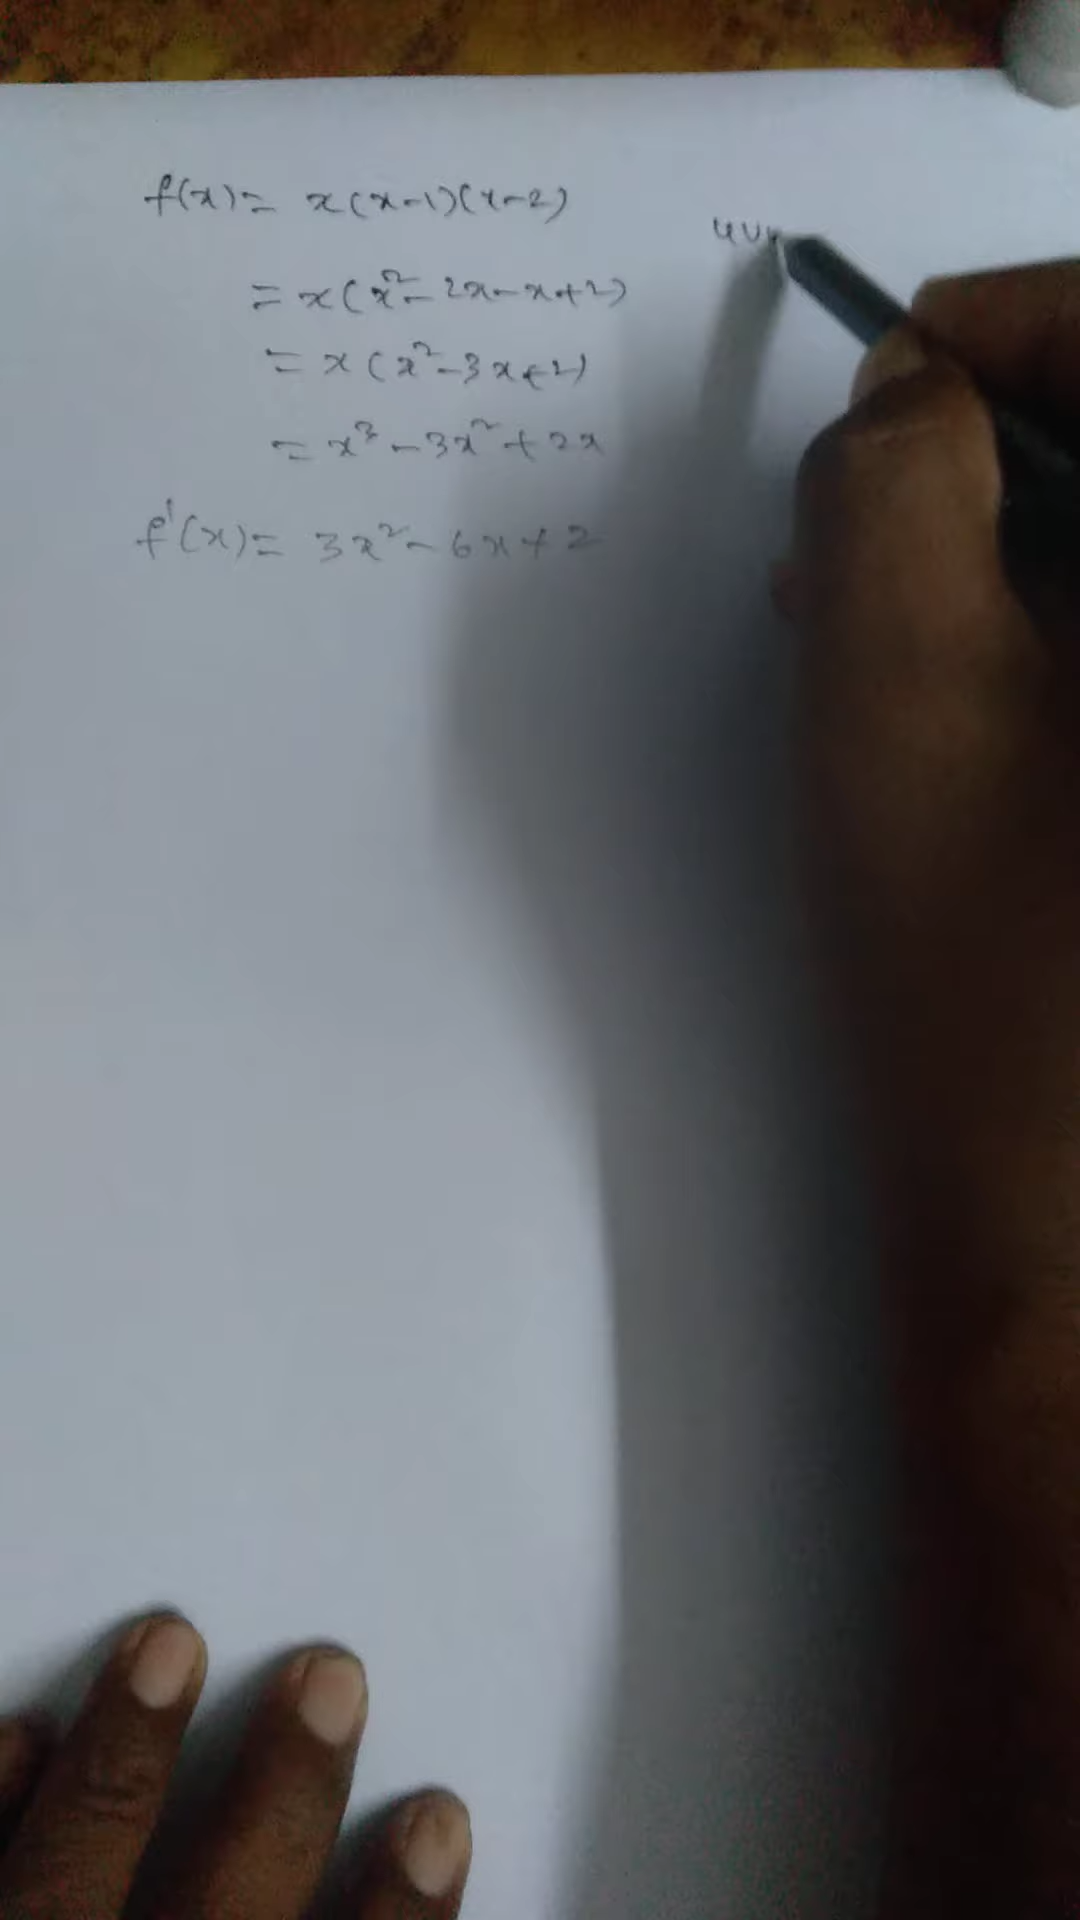 f(x) = x(x-1)(x-2)
= x(x²-2x-x+2)
= x(x²-3x+2)
= x³-3x²+2x
f'(x) = 3x²-6x+2